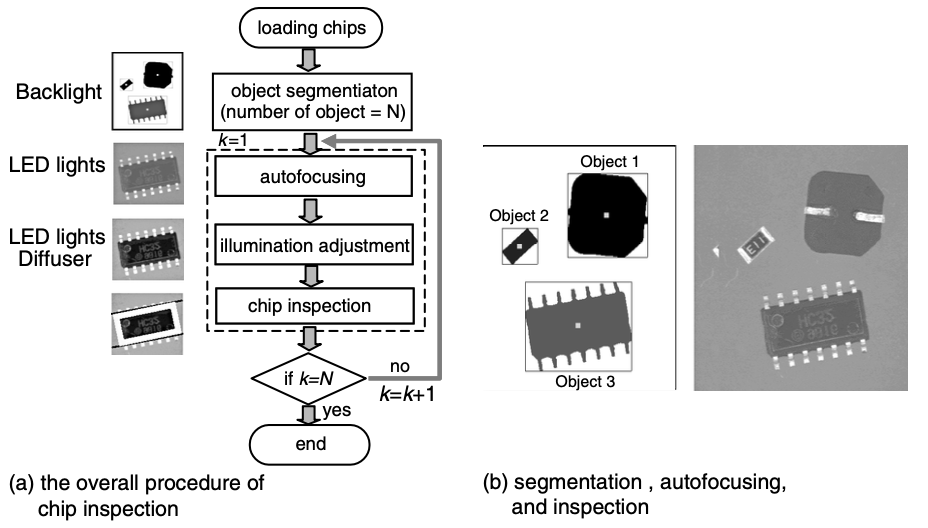 loading chips
Backlight
object segmentiaton
(number of object = N)
k=1
LED lights
autofocusing
LED lights
Diffuser
illumination adjustment
HC3S
chip inspection
if k=N
no
k=k+1
yes
end
(a) the overall procedure of
chip inspection
Object 1
Object 2
Object 3
E11
HC3S
(b) segmentation , autofocusing,
and inspection